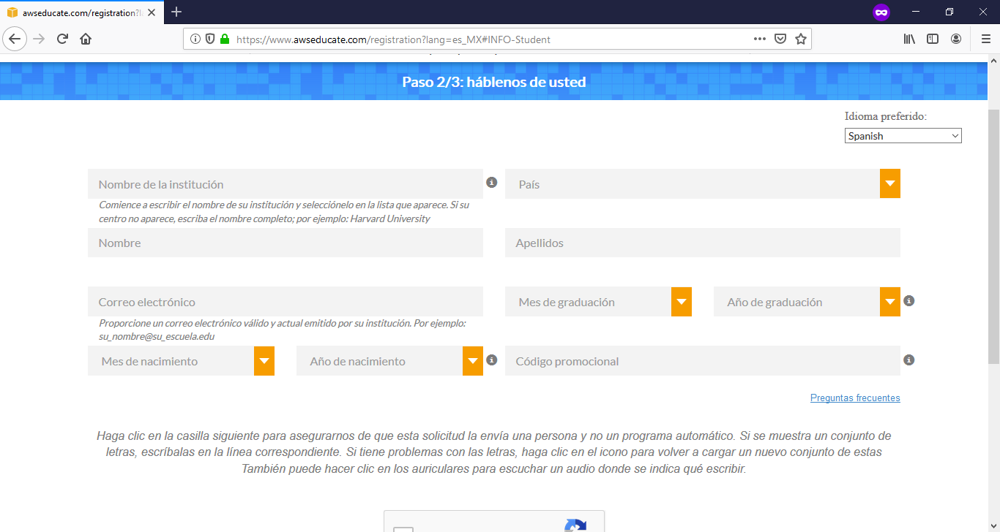 awseducate.com/registration?l
https://www.awseducate.com/registration?lang=es_MX#INFO-Student
Paso 2/3: háblenos de usted
Idioma preferido:
Spanish
Nombre de la institución
País
Comience a escribir el nombre de su institución y selecciónelo en la lista que aparece. Si su
centro no aparece, escriba el nombre completo; por ejemplo: Harvard University
Nombre
Apellidos
Correo electrónico
Mes de graduación
Año de graduación
Proporcione un correo electrónico válido y actual emitido por su institución. Por ejemplo:
su_nombre@su_escuela.edu
Mes de nacimiento
Año de nacimiento
Código promocional
Preguntas frecuentes
Haga clic en la casilla siguiente para asegurarnos de que esta solicitud la envía una persona y no un programa automático. Si se muestra un conjunto de
letras, escríbalas en la línea correspondiente. Si tiene problemas con las letras, haga clic en el icono para volver a cargar un nuevo conjunto de estas
También puede hacer clic en los auriculares para escuchar un audio donde se indica qué escribir.